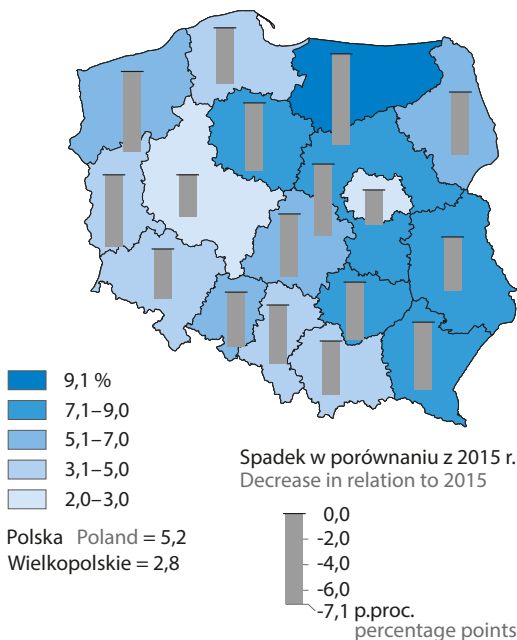 9,1 %
7,1–9,0
5,1–7,0
3,1–5,0
2,0–3,0
Polska Poland = 5,2
Wielkopolskie = 2,8
Spadek w porównaniu z 2015 r.
Decrease in relation to 2015
0,0
-2,0
-4,0
-6,0
-7,1 p.proc.
percentage points